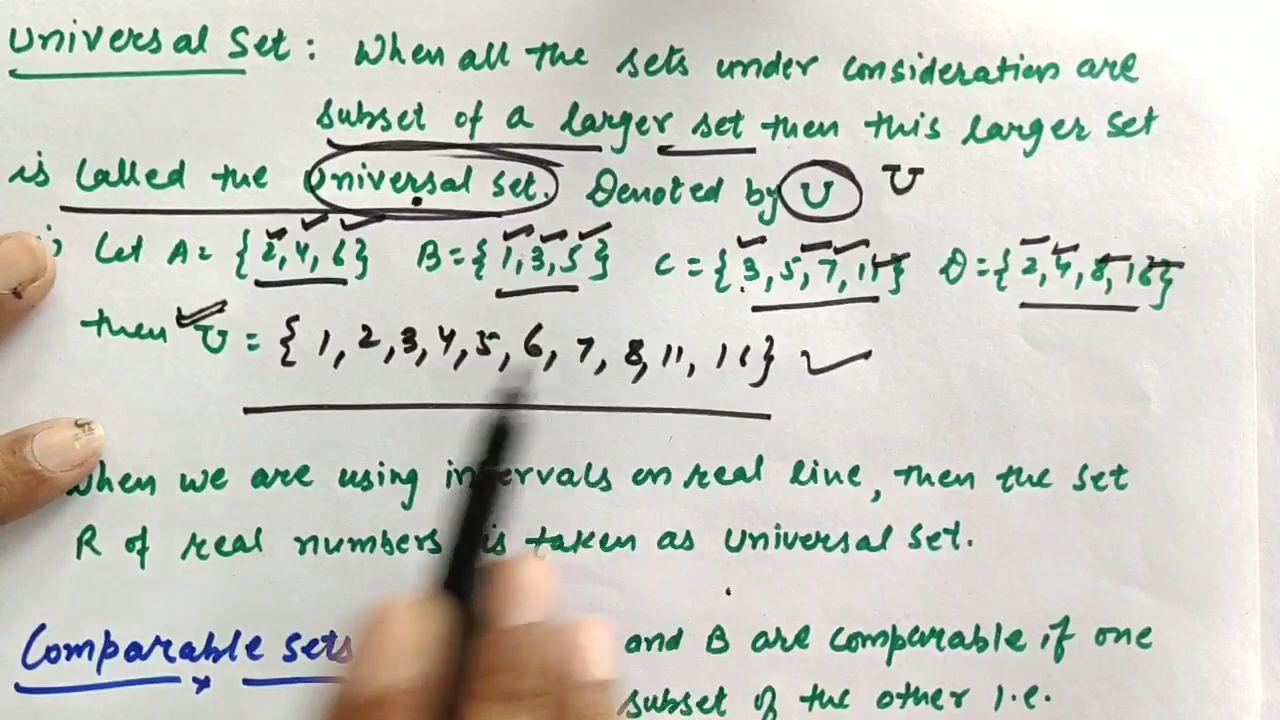 Universal Set: When all the sets under consideration are
subset of a larger set then this larger set
is called the Universal set. Denoted by U U
Let A = {2,4,6} B = {1,3,5} C = {3,5,7,11} D = {2,4,8,16}
then U = { 1, 2, 3, 4, 5, 6, 7, 8, 11, 16}
When we are using intervals on real line, then the set
R of real numbers is taken as universal set.
Comparable sets and B are comparable if one
subset of the other i.e.